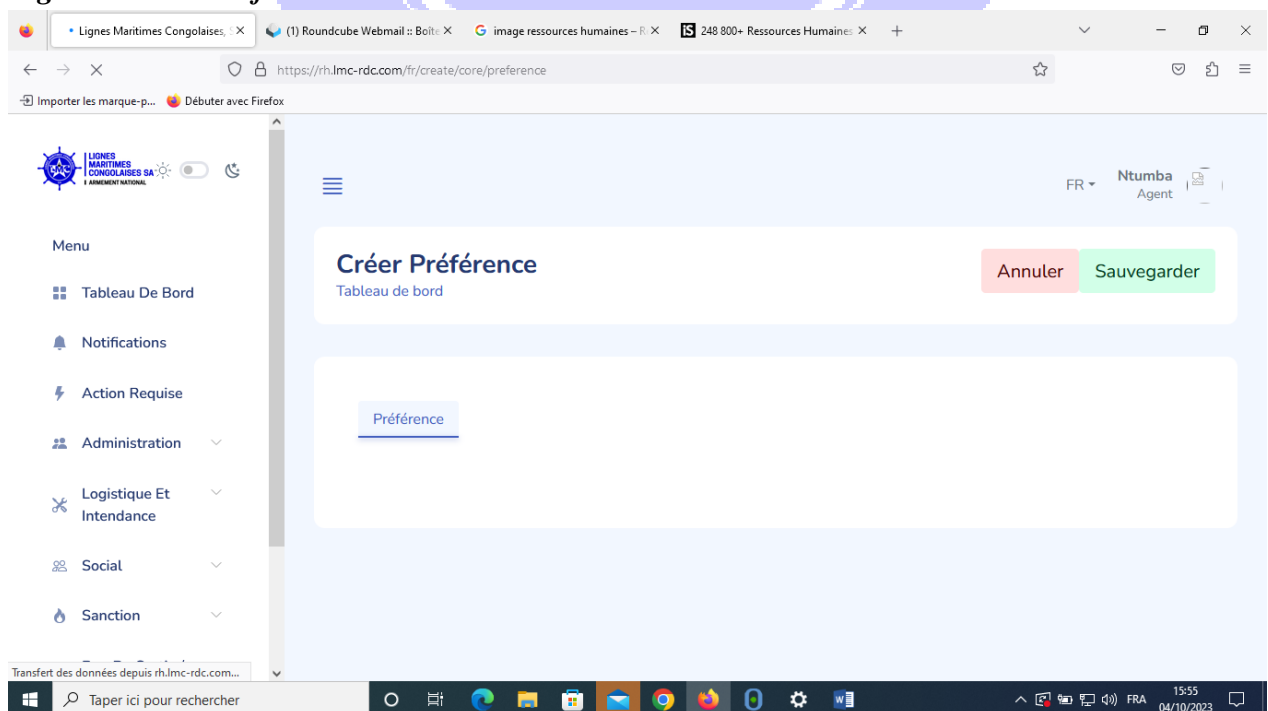 Lignes Maritimes Congolaises,
(1) Roundcube Webmail :: Boîte
image ressources humaines – R
248 800+ Ressources Humaines
https://rh.lmc-rdc.com/fr/create/core/preference
Importer les marque-p...
Débuter avec Firefox
LIGNES
MARITIMES
CONGOLAISES SA
L ARMEMENT NATIONAL
FR
Ntumba
Agent
Menu
Créer Préférence
Tableau de bord
Annuler
Sauvegarder
Tableau De Bord
Notifications
Action Requise
Préférence
Administration
Logistique Et
Intendance
Social
Sanction
Transfert des données depuis rh.lmc-rdc.com...
Taper ici pour rechercher
FRA
15:55
04/10/2023